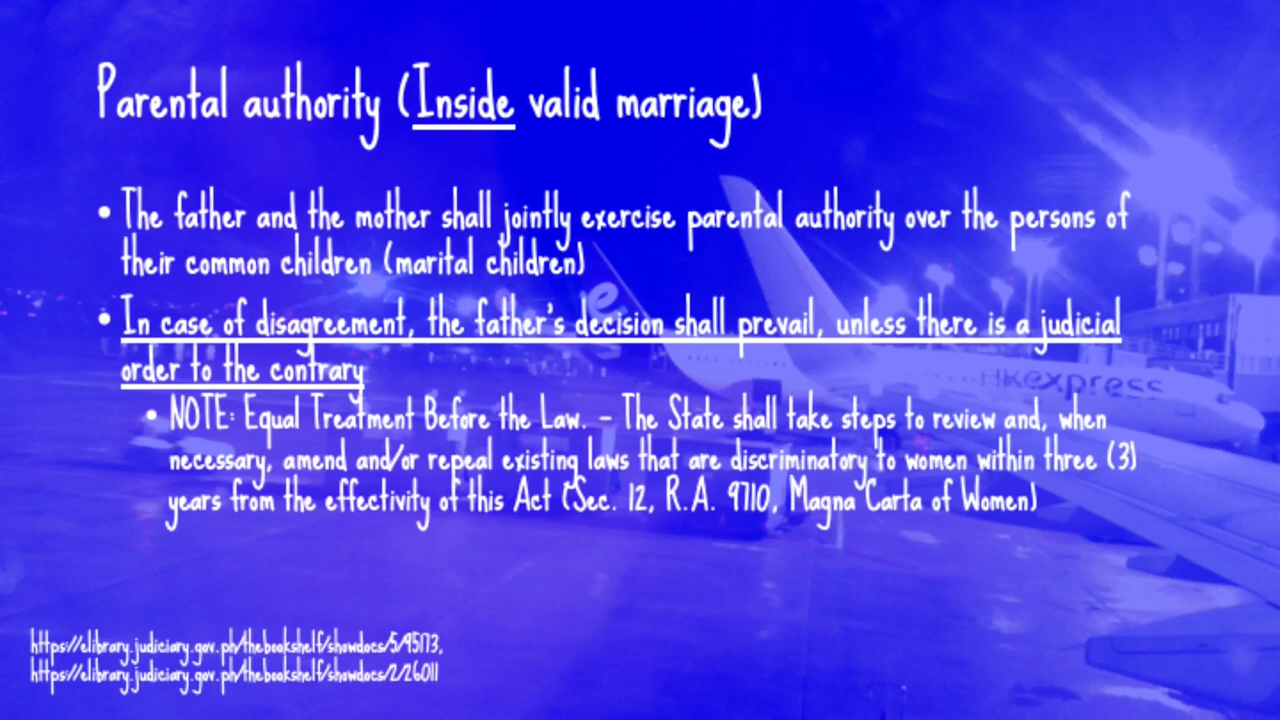 Parental authority (Inside valid marriage)
• The father and the mother shall jointly exercise parental authority over the persons of
their common children (marital children)
• In case of disagreement, the father's decision shall prevail, unless there is a judicial
order to the contrary
• NOTE: Equal Treatment Before the Law. – The State shall take steps to review and, when
necessary, amend and/or repeal existing laws that are discriminatory to women within three (3)
years from the effectivity of this Act (Sec. 12, R.A. 9710, Magna Carta of Women)
HKexpress
https://elibrary.judiciary.gov.ph/thebookshelf/showdocs/5/95173,
https://elibrary.judiciary.gov.ph/thebookshelf/showdocs/2/26011